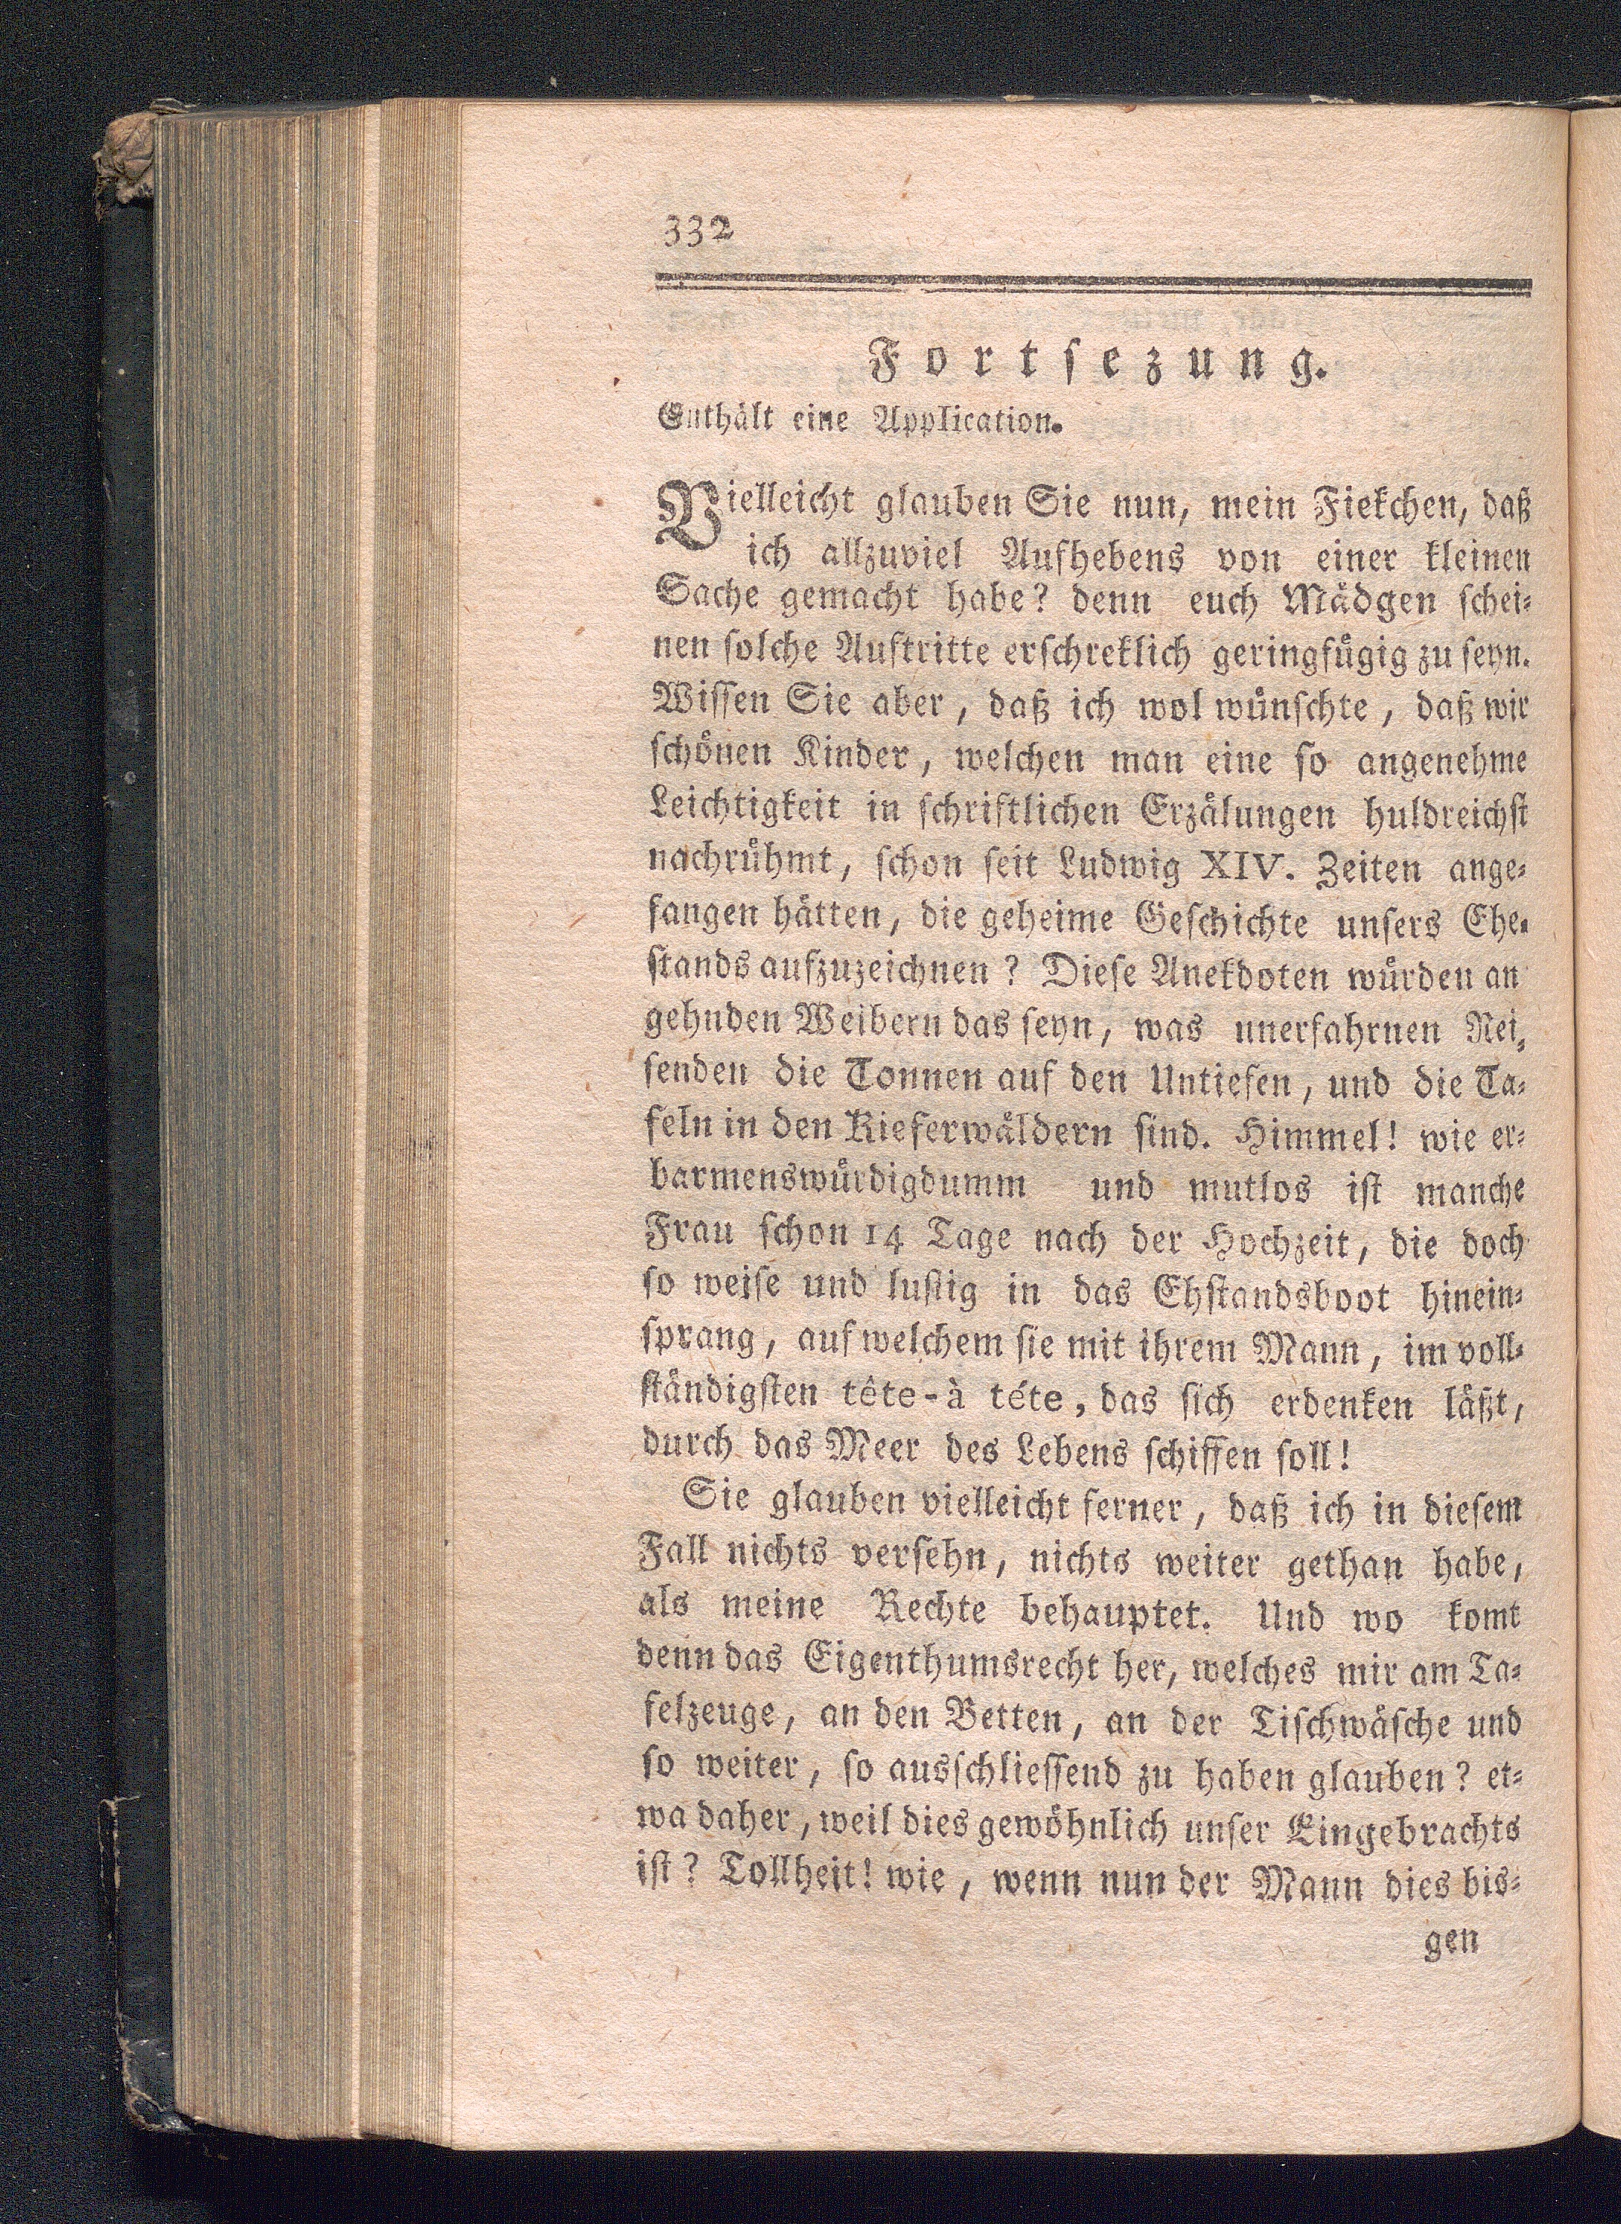 332
Fortsezung.
Enthält eine Application.
Vielleicht glauben Sie nun, mein Fiekchen, daß
ich allzuviel Aufhebens von einer kleinen
Sache gemacht habe? denn euch Mädgen schei⸗
nen solche Auftritte erschreklich geringfügig zu seyn.
Wissen Sie aber, daß ich wol wünschte, daß wir
schönen Kinder, welchen man eine so angenehme
Leichtigkeit in schriftlichen Erzälungen huldreichst
nachrühmt, schon seit Ludwig XIV. Zeiten ange⸗
fangen hätten, die geheime Geschichte unsers Ehe⸗
stands aufzuzeichnen? Diese Anekdoten würden an
gehnden Weibern das seyn, was unerfahrnen Rei⸗
senden die Tonnen auf den Untiefen, und die Ta⸗
feln in den Kieferwäldern sind. Himmel! wie er⸗
barmenswürdigdumm und mutlos ist manche
Frau schon 14 Tage nach der Hochzeit, die doch
so weise und lustig in das Ehstandsboot hinein⸗
sprang, auf welchem sie mit ihrem Mann, im voll⸗
ständigsten tête-à téte, das sich erdenken läßt,
durch das Meer des Lebens schiffen soll!
Sie glauben vielleicht ferner, daß ich in diesem
Fall nichts versehn, nichts weiter gethan habe,
als meine Rechte behauptet. Und wo komt
denn das Eigenthumsrecht her, welches mir am Ta⸗
felzeuge, an den Betten, an der Tischwäsche und
so weiter, so ausschliessend zu haben glauben? et⸗
wa daher, weil dies gewöhnlich unser Eingebrachts
ist? Tollheit! wie, wenn nun der Mann dies bis⸗
gen